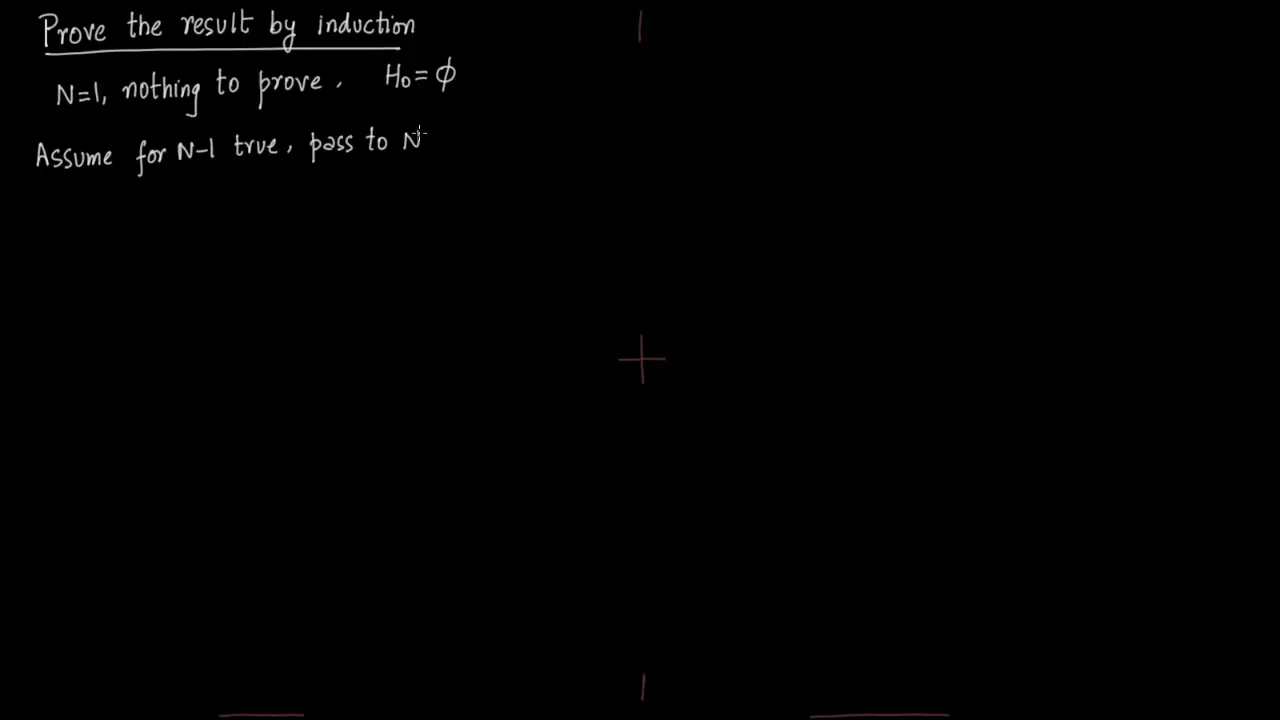 Prove the result by induction
N=1, nothing to prove. H₀ = ϕ
Assume for N-1 true, pass to N